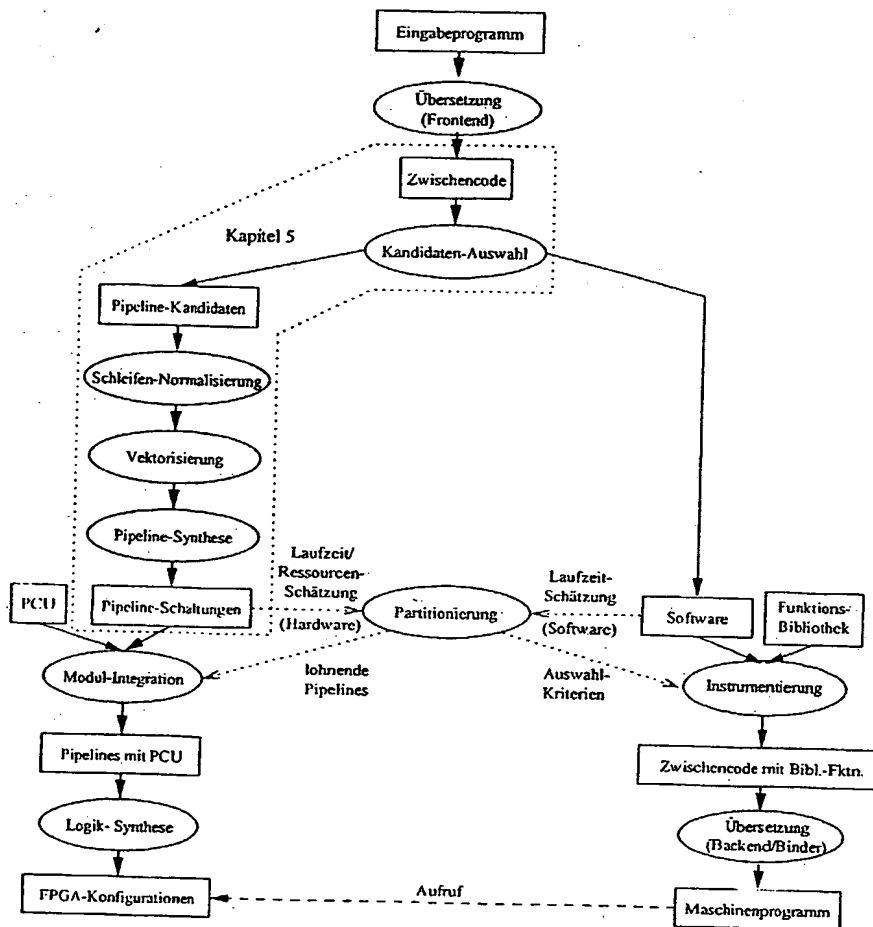 Eingabeprogramm
Übersetzung
(Frontend)
Zwischencode
Kapitel 5
Kandidaten-Auswahl
Pipeline-Kandidaten
Schleifen-Normalisierung
Vektorisierung
Pipeline-Synthese
Laufzeit/
Ressourcen-
Schätzung
(Hardware)
Laufzeit-
Schätzung
(Software)
PCU
Pipeline-Schaltungen
Partitionierung
Software
Funktions-
Bibliothek
Modul-Integration
lohnende
Pipelines
Auswahl-
Kriterien
Instrumentierung
Pipelines mit PCU
Zwischencode mit Bibl.-Fktn.
Logik- Synthese
Übersetzung
(Backend/Binder)
FPGA-Konfigurationen
Aufruf
Maschinenprogramm